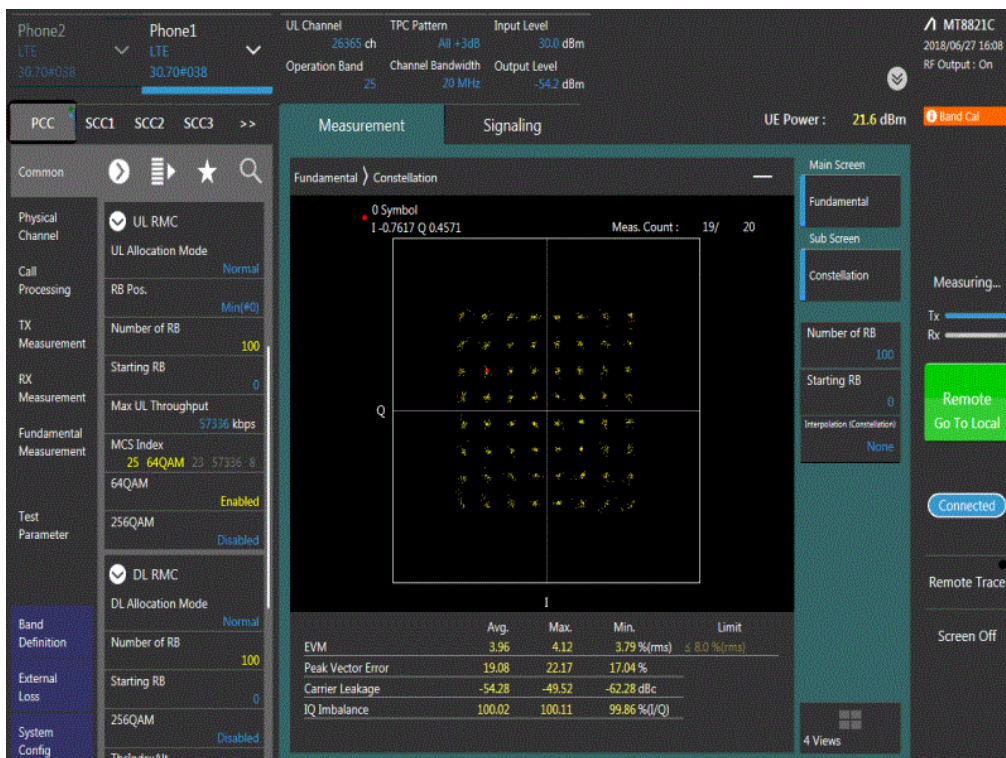 Phone2
LTE
30.70#038
Phone1
LTE
30.70#038
UL Channel
26365 ch
TPC Pattern
All +3dB
Input Level
30.0 dBm
Operation Band
25
Channel Bandwidth
20 MHz
Output Level
-54.2 dBm
MT8821C
2018/06/27 16:08
RF Output : On
PCC SCC1 SCC2 SCC3 >>
Measurement
Signaling
UE Power : 21.6 dBm
Band Cal
Common
Physical
Channel
Call
Processing
TX
Measurement
RX
Measurement
Fundamental
Measurement
Test
Parameter
Band
Definition
External
Loss
System
Config
UL RMC
UL Allocation Mode
Normal
RB Pos.
Min(#0)
Number of RB
100
Starting RB
0
Max UL Throughput
57336 kbps
MCS Index
25 64QAM 23 57336 8
64QAM
Enabled
256QAM
Disabled
DL RMC
DL Allocation Mode
Normal
Number of RB
100
Starting RB
0
256QAM
Disabled
TbsIndexAlt
Fundamental 〉 Constellation
0 Symbol
I -0.7617 Q 0.4571
Meas. Count : 19/ 20
Q
I
Avg. Max. Min. Limit
EVM 3.96 4.12 3.79 %(rms) ≤ 8.0 %(rms)
Peak Vector Error 19.08 22.17 17.04 %
Carrier Leakage -54.28 -49.52 -62.28 dBc
IQ Imbalance 100.02 100.11 99.86 %(I/Q)
Main Screen
Fundamental
Sub Screen
Constellation
Number of RB
100
Starting RB
0
Interpolation (Constellation)
None
4 Views
Measuring...
Tx
Rx
Remote
Go To Local
Connected
Remote Trace
Screen Off